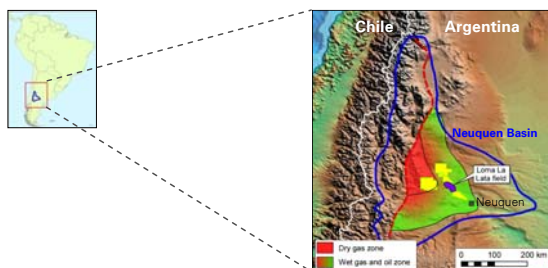 Chile Argentina
Neuquen Basin
Loma La
Lata field
Neuquen
Dry gas zone
Wet gas and oil zone
0 100 200 km